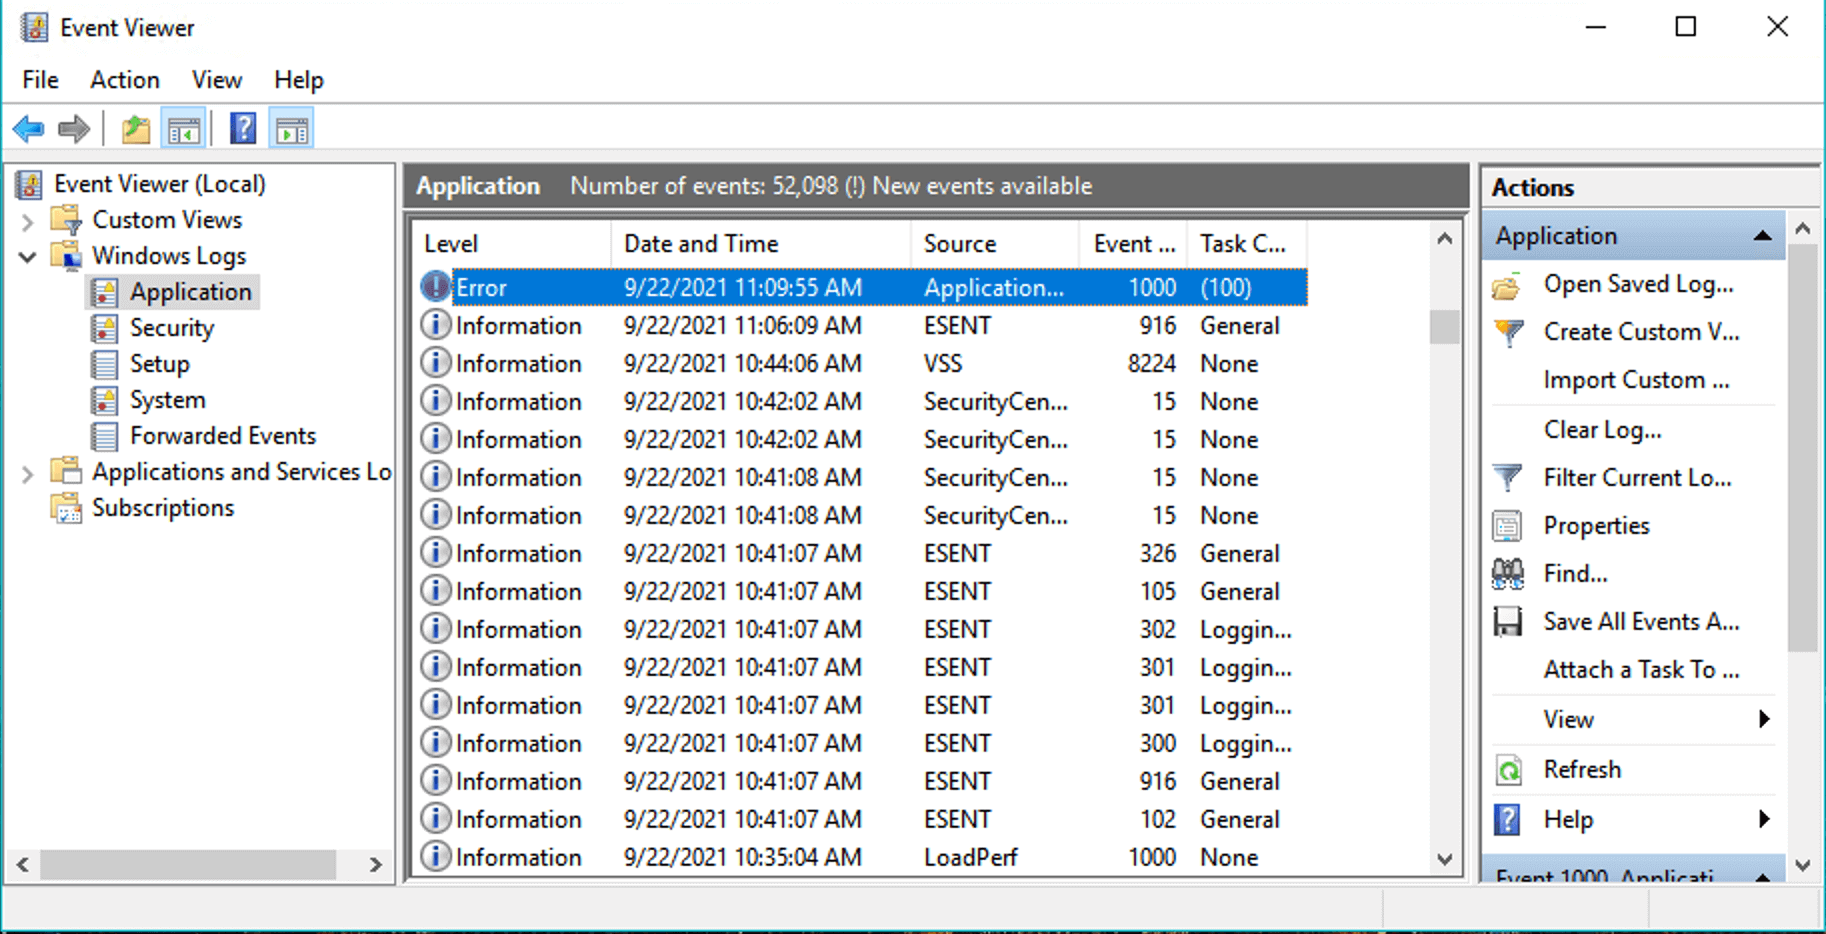 Event Viewer
File Action View Help
Event Viewer (Local)
Custom Views
Windows Logs
Application
Security
Setup
System
Forwarded Events
Applications and Services Lo
Subscriptions
Application Number of events: 52,098 (!) New events available
Level Date and Time Source Event ... Task C...
Error 9/22/2021 11:09:55 AM Application... 1000 (100)
Information 9/22/2021 11:06:09 AM ESENT 916 General
Information 9/22/2021 10:44:06 AM VSS 8224 None
Information 9/22/2021 10:42:02 AM SecurityCen... 15 None
Information 9/22/2021 10:42:02 AM SecurityCen... 15 None
Information 9/22/2021 10:41:08 AM SecurityCen... 15 None
Information 9/22/2021 10:41:08 AM SecurityCen... 15 None
Information 9/22/2021 10:41:07 AM ESENT 326 General
Information 9/22/2021 10:41:07 AM ESENT 105 General
Information 9/22/2021 10:41:07 AM ESENT 302 Loggin...
Information 9/22/2021 10:41:07 AM ESENT 301 Loggin...
Information 9/22/2021 10:41:07 AM ESENT 301 Loggin...
Information 9/22/2021 10:41:07 AM ESENT 300 Loggin...
Information 9/22/2021 10:41:07 AM ESENT 916 General
Information 9/22/2021 10:41:07 AM ESENT 102 General
Information 9/22/2021 10:35:04 AM LoadPerf 1000 None
Actions
Application
Open Saved Log...
Create Custom V...
Import Custom ...
Clear Log...
Filter Current Lo...
Properties
Find...
Save All Events A...
Attach a Task To ...
View
Refresh
Help
Event 1000, Applicati